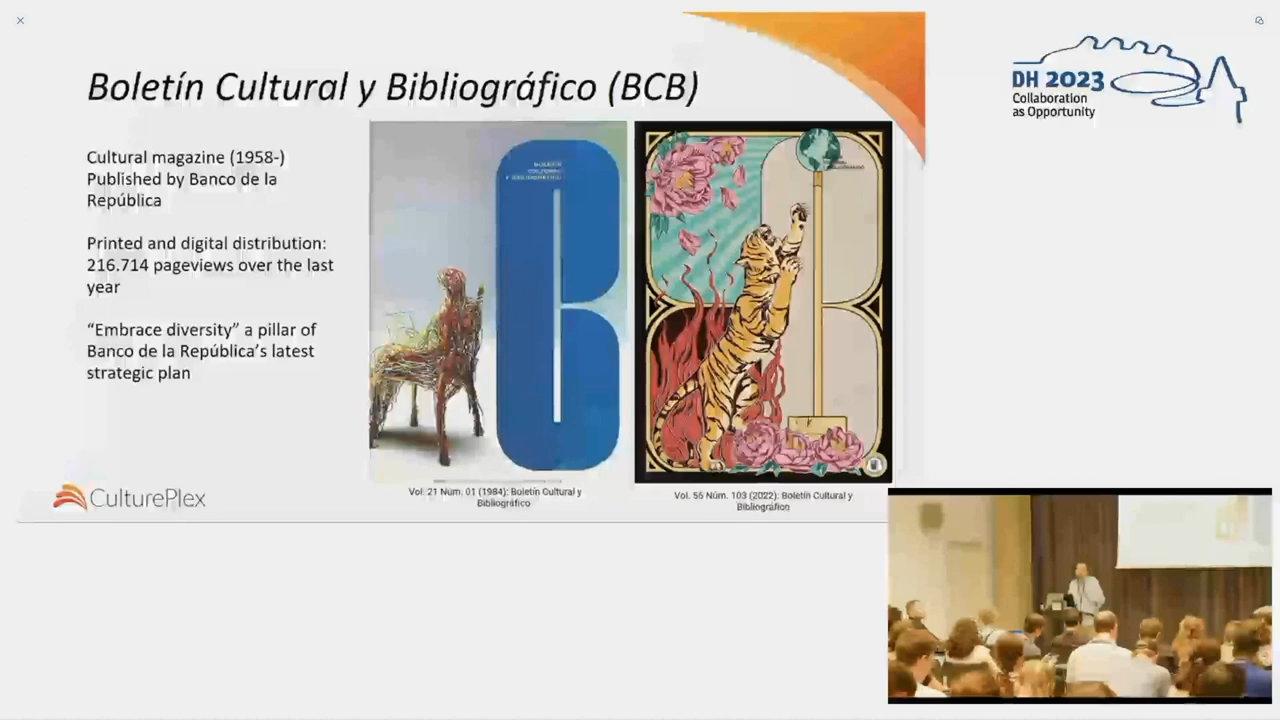 Boletín Cultural y Bibliográfico (BCB)
DH 2023
Collaboration
as Opportunity
Cultural magazine (1958-)
Published by Banco de la
República
Printed and digital distribution:
216.714 pageviews over the last
year
“Embrace diversity” a pillar of
Banco de la República’s latest
strategic plan
BOLETÍN
CULTURAL
Y BIBLIOGRÁFICO
Vol. 21 Núm. 01 (1984): Boletín Cultural y
Bibliográfico
Vol. 56 Núm. 103 (2022): Boletín Cultural y
Bibliográfico
CulturePlex